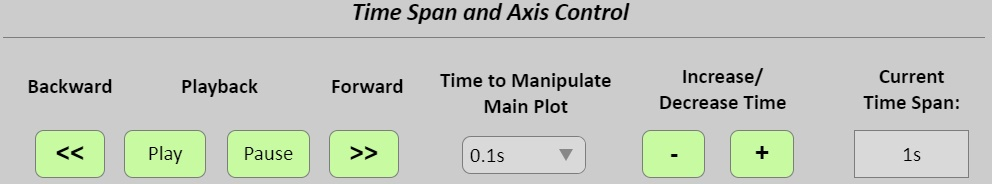 Time Span and Axis Control
Backward
Playback
Forward
Time to Manipulate
Main Plot
Increase/
Decrease Time
Current
Time Span:
<<
Play
Pause
>>
0.1s
-
+
1s